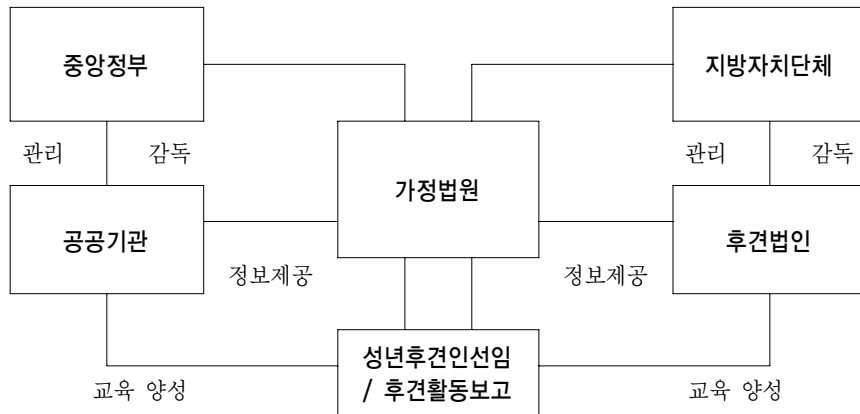 중앙정부
지방자치단체
관리 감독
관리 감독
가정법원
공공기관
후견법인
정보제공
정보제공
성년후견인선임
/ 후견활동보고
교육 양성
교육 양성